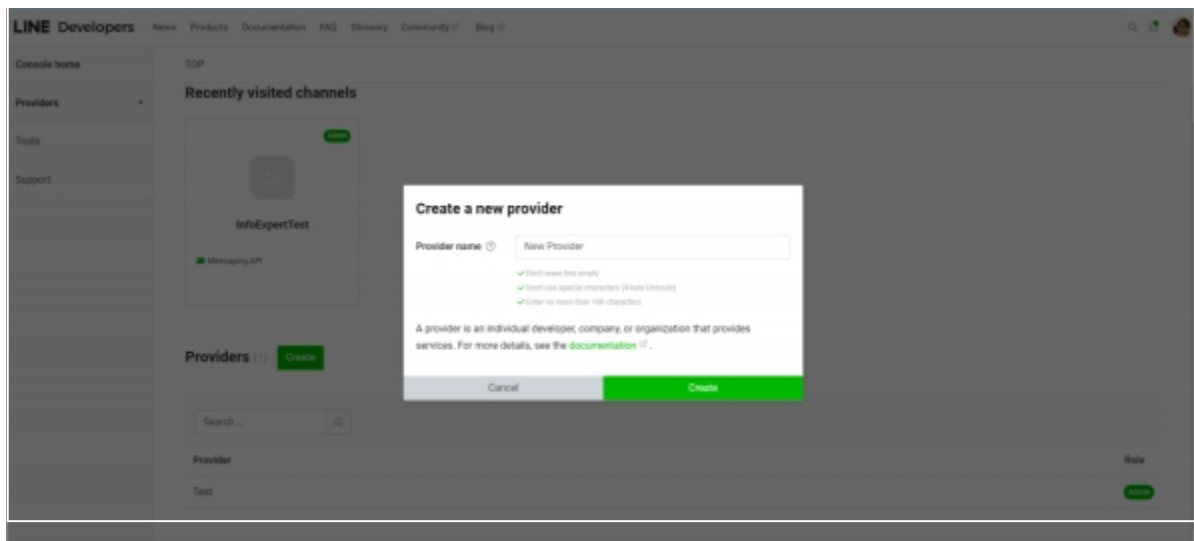 LINE Developers News Products Documentation FAQ Glossary Community Blog
Console home
TOP
Providers
Recently visited channels
Tools
Admin
Support
InfoExpertTest
Messaging API
Create a new provider
Provider name
New Provider
Don't leave this empty
Don't use special characters (4-byte Unicode)
Enter no more than 100 characters
A provider is an individual developer, company, or organization that provides
services. For more details, see the documentation .
Cancel
Create
Providers (1) Create
Search...
Provider Role
Test Admin